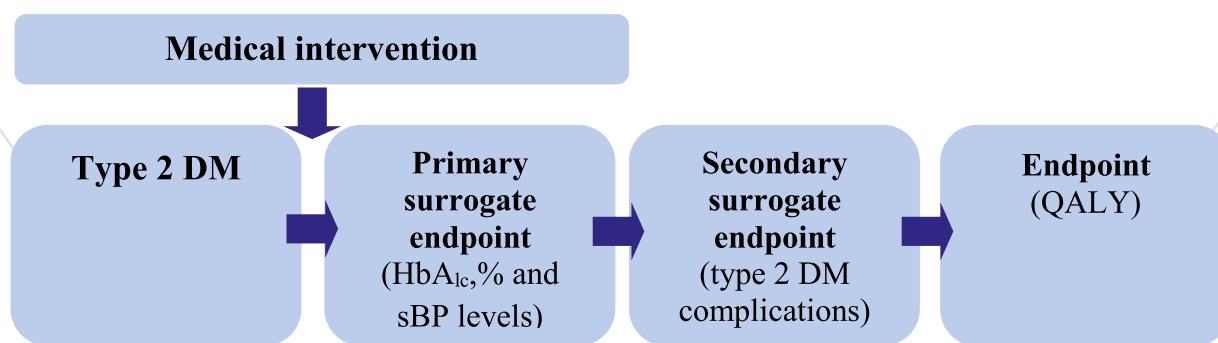 Medical intervention
Type 2 DM
Primary
surrogate
endpoint
(HbA1c,% and
sBP levels)
Secondary
surrogate
endpoint
(type 2 DM
complications)
Endpoint
(QALY)